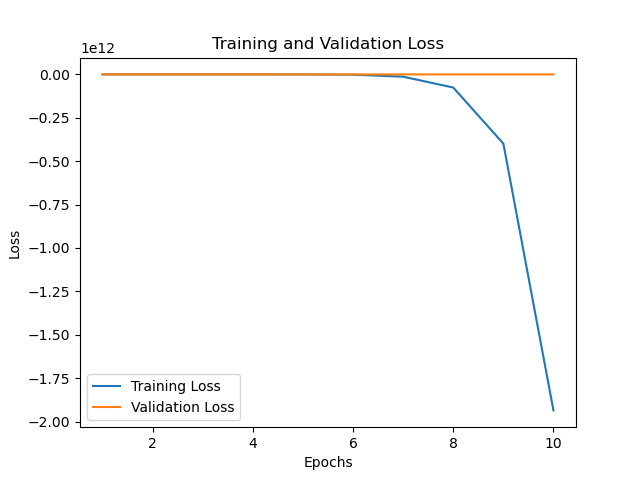 Training and Validation Loss
1e12
0.00
−0.25
−0.50
−0.75
−1.00
−1.25
−1.50
−1.75
−2.00
Loss
Training Loss
Validation Loss
2 4 6 8 10
Epochs